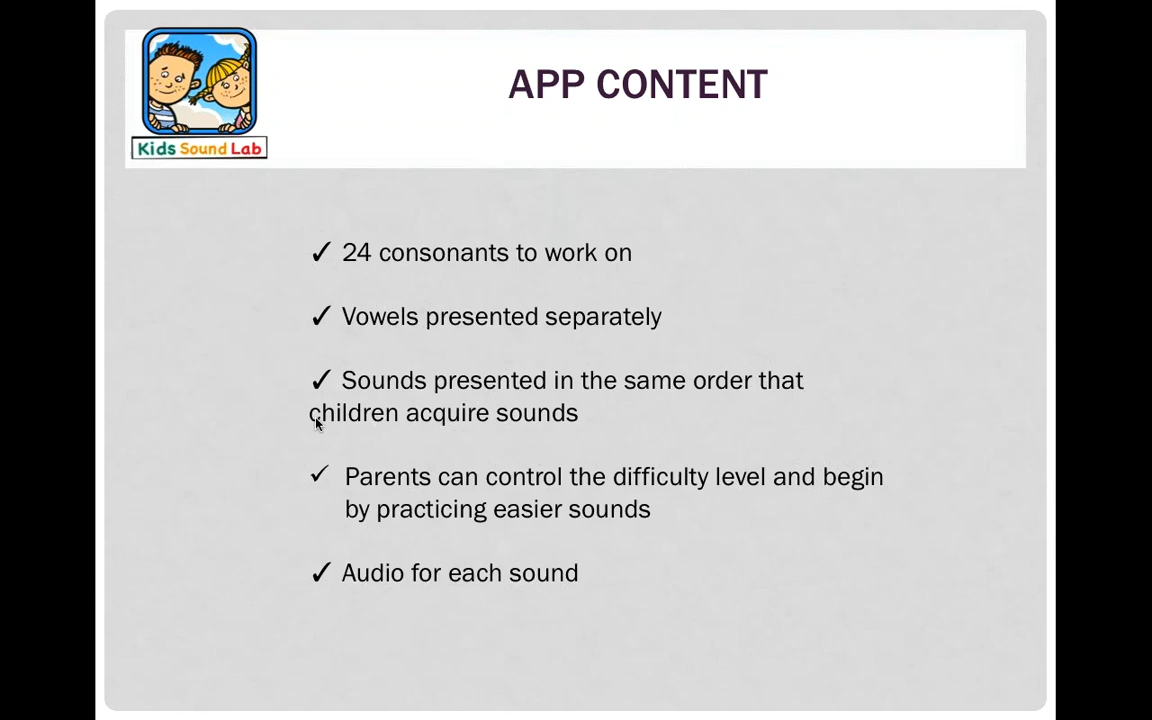 APP CONTENT
Kids Sound Lab
✓ 24 consonants to work on
✓ Vowels presented separately
✓ Sounds presented in the same order that
children acquire sounds
✓ Parents can control the difficulty level and begin
by practicing easier sounds
✓ Audio for each sound